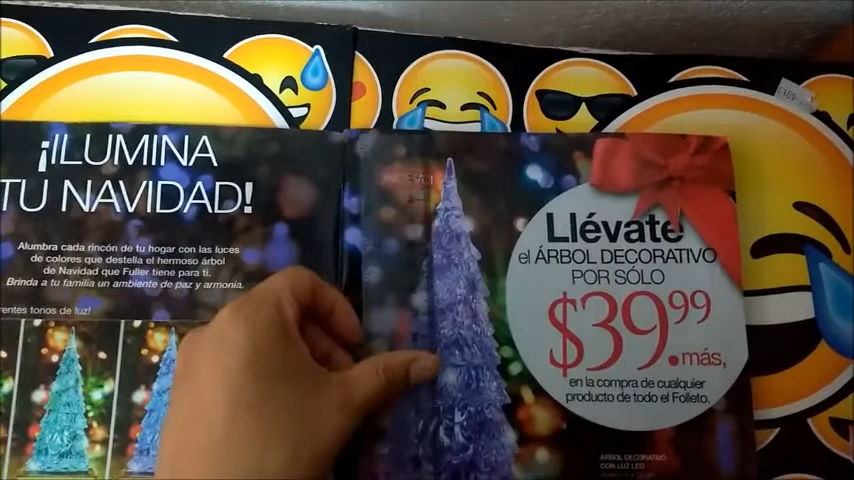 $189.
¡ILUMINA
TU NAVIDAD!
Alumbra cada rincón de tu hogar con las luces
de colores que destella el hermoso árbol
de Navidad que Fuller tiene para ti.
Brinda a tu familia un ambiente de paz y armonía.
tonos de luz!
Llévate
el ÁRBOL DECORATIVO
POR SÓLO
$39.99
más
en la compra de cualquier
producto de todo el Folleto.
ÁRBOL DECORATIVO
CON LUZ LED